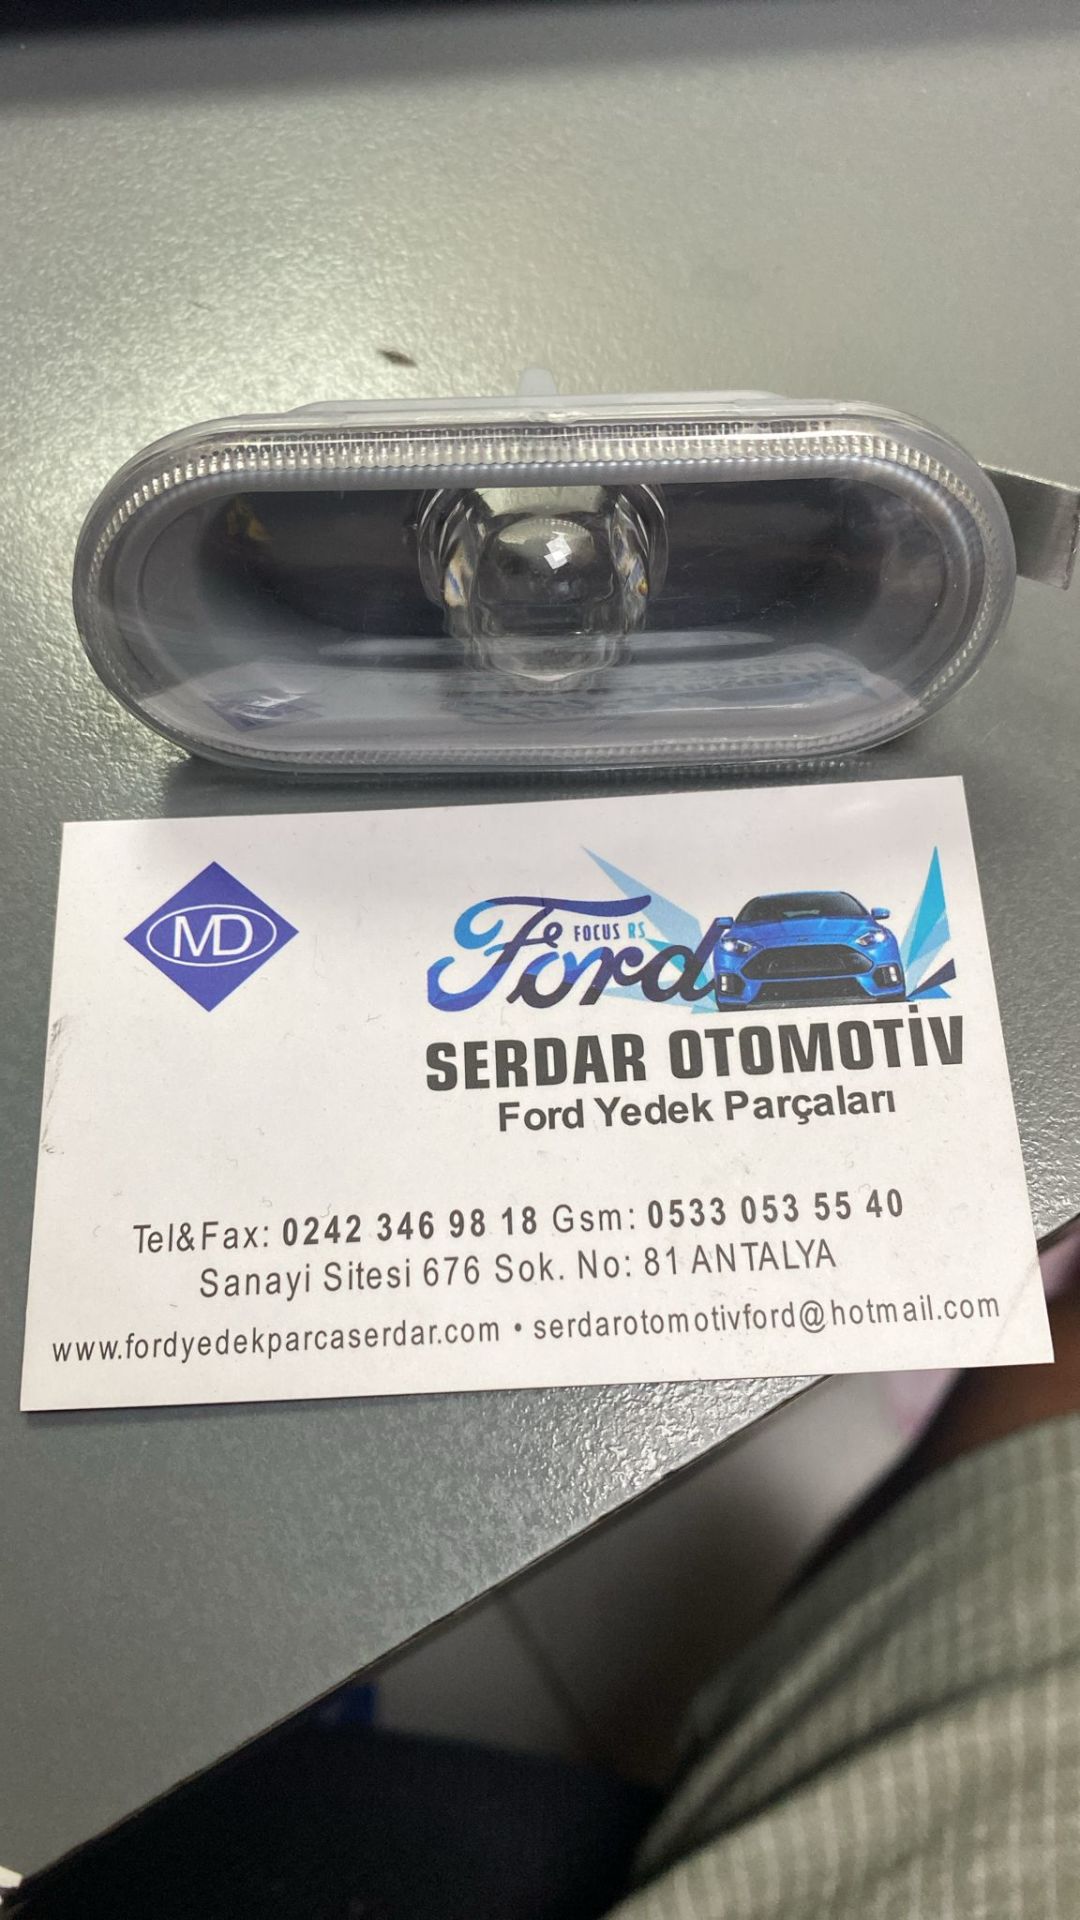 MD
Ford
FOCUS RS
SERDAR OTOMOTİV
Ford Yedek Parçaları
Tel&Fax: 0242 346 98 18 Gsm: 0533 053 55 40
Sanayi Sitesi 676 Sok. No: 81 ANTALYA
www.fordyedekparcaserdar.com • serdarotomotivford@hotmail.com